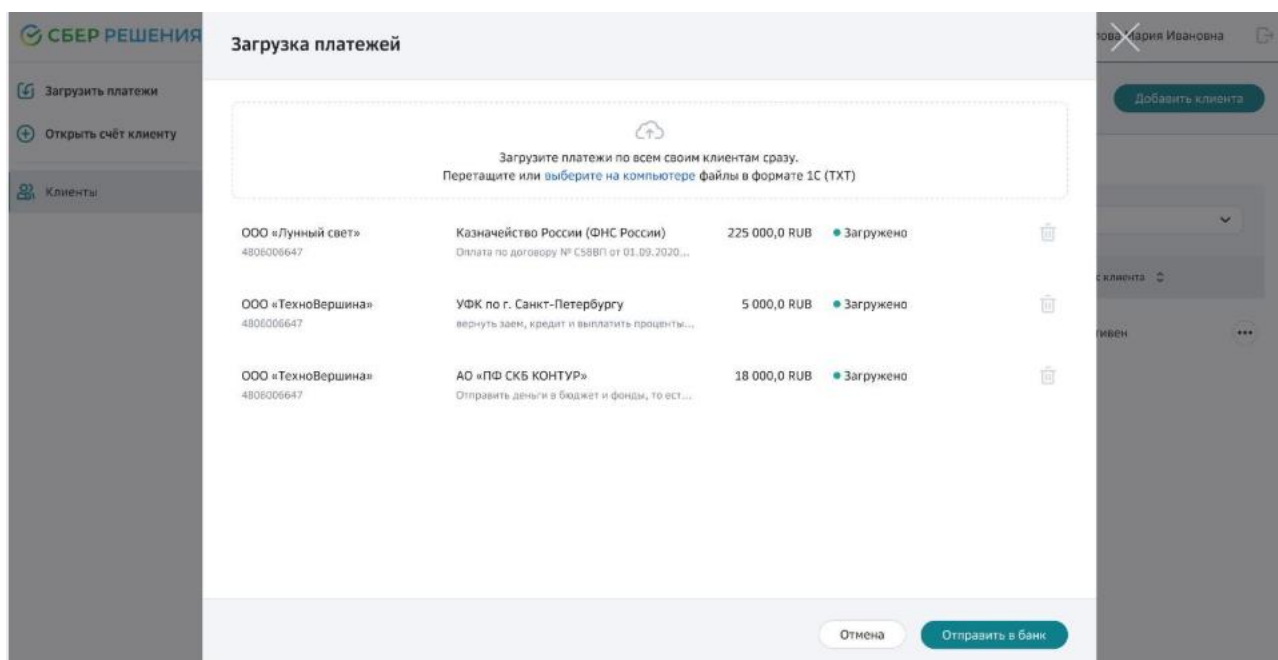 СБЕР РЕШЕНИЯ
Загрузить платежи
Открыть счёт клиенту
Клиенты
Загрузка платежей
Мария Ивановна
Добавить клиента
Загрузите платежи по всем своим клиентам сразу.
Перетащите или выберите на компьютере файлы в формате 1С (TXT)
ООО «Лунный свет» Казначейство России (ФНС России) 225 000,0 RUB Загружено
4806006647 Оплата по договору № С58ВП от 01.09.2020...
клиента
ООО «ТехноВершина» УФК по г. Санкт-Петербургу 5 000,0 RUB Загружено
4806006647 вернуть заем, кредит и выплатить проценты...
ООО «ТехноВершина» АО «ПФ СКБ КОНТУР» 18 000,0 RUB Загружено
4806006647 Отправить деньги в бюджет и фонды, то ест...
Отмена Отправить в банк